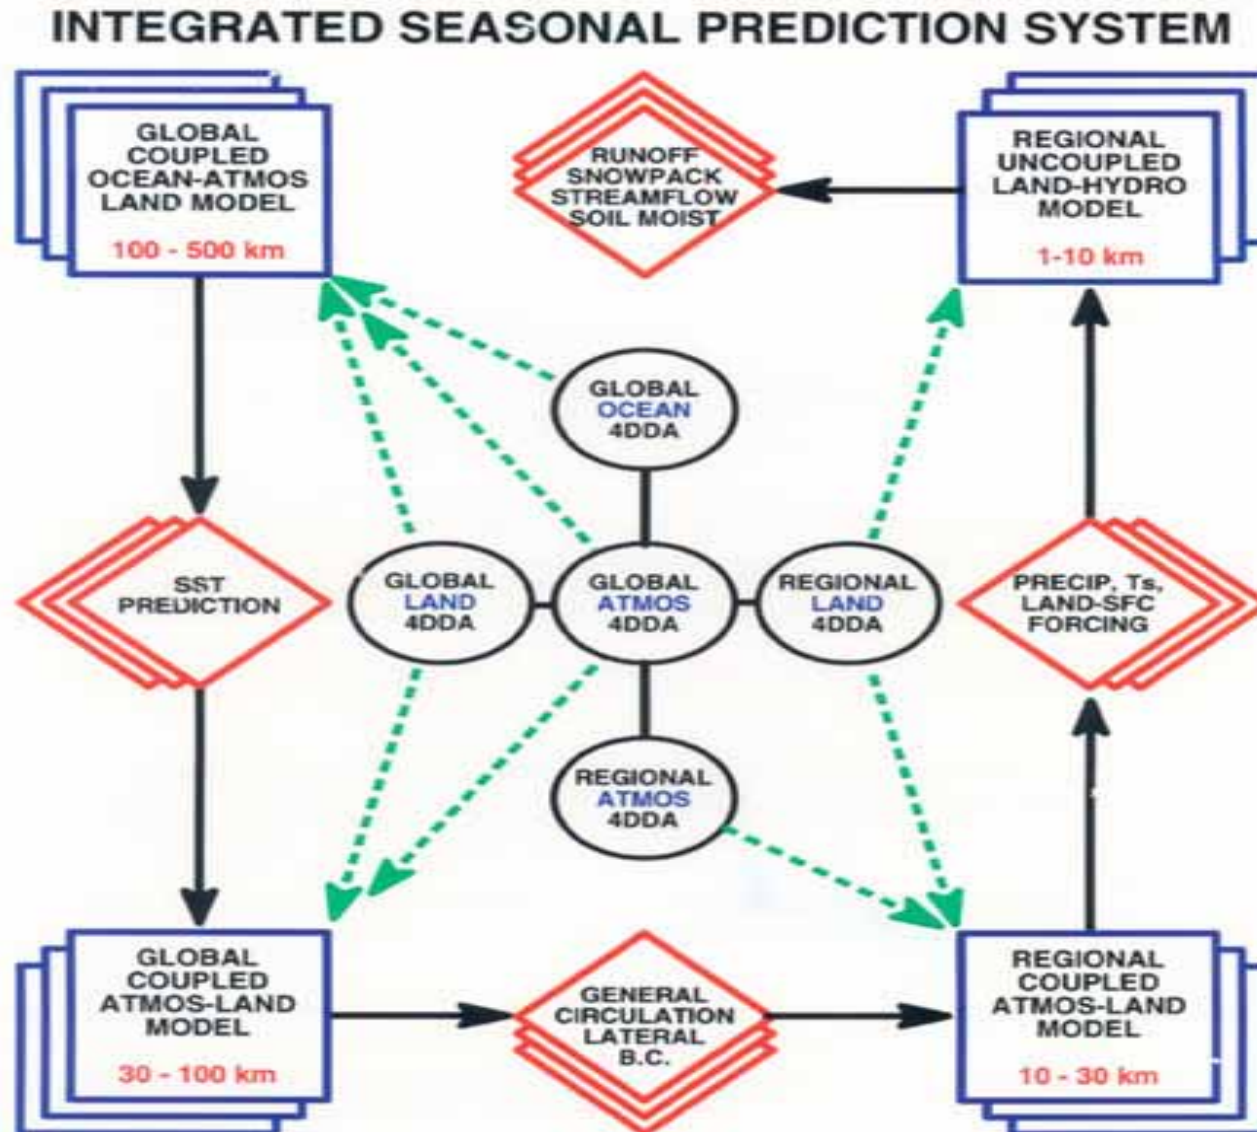 INTEGRATED SEASONAL PREDICTION SYSTEM
GLOBAL
COUPLED
OCEAN-ATMOS
LAND MODEL
100 - 500 km
RUNOFF
SNOWPACK
STREAMFLOW
SOIL MOIST
REGIONAL
UNCOUPLED
LAND-HYDRO
MODEL
1-10 km
GLOBAL
OCEAN
4DDA
SST
PREDICTION
GLOBAL
LAND
4DDA
GLOBAL
ATMOS
4DDA
REGIONAL
LAND
4DDA
PRECIP, Ts,
LAND-SFC
FORCING
REGIONAL
ATMOS
4DDA
GLOBAL
COUPLED
ATMOS-LAND
MODEL
30 - 100 km
GENERAL
CIRCULATION
LATERAL
B.C.
REGIONAL
COUPLED
ATMOS-LAND
MODEL
10 - 30 km